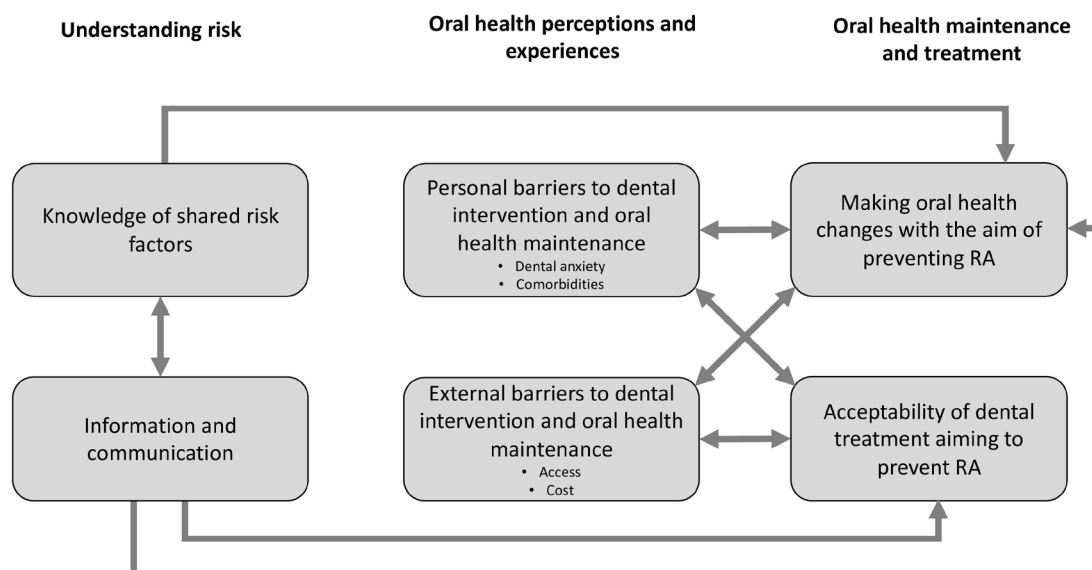 Understanding risk
Oral health perceptions and
experiences
Oral health maintenance
and treatment
Knowledge of shared risk
factors
Personal barriers to dental
intervention and oral
health maintenance
• Dental anxiety
• Comorbidities
Making oral health
changes with the aim of
preventing RA
Information and
communication
External barriers to dental
intervention and oral health
maintenance
• Access
• Cost
Acceptability of dental
treatment aiming to
prevent RA